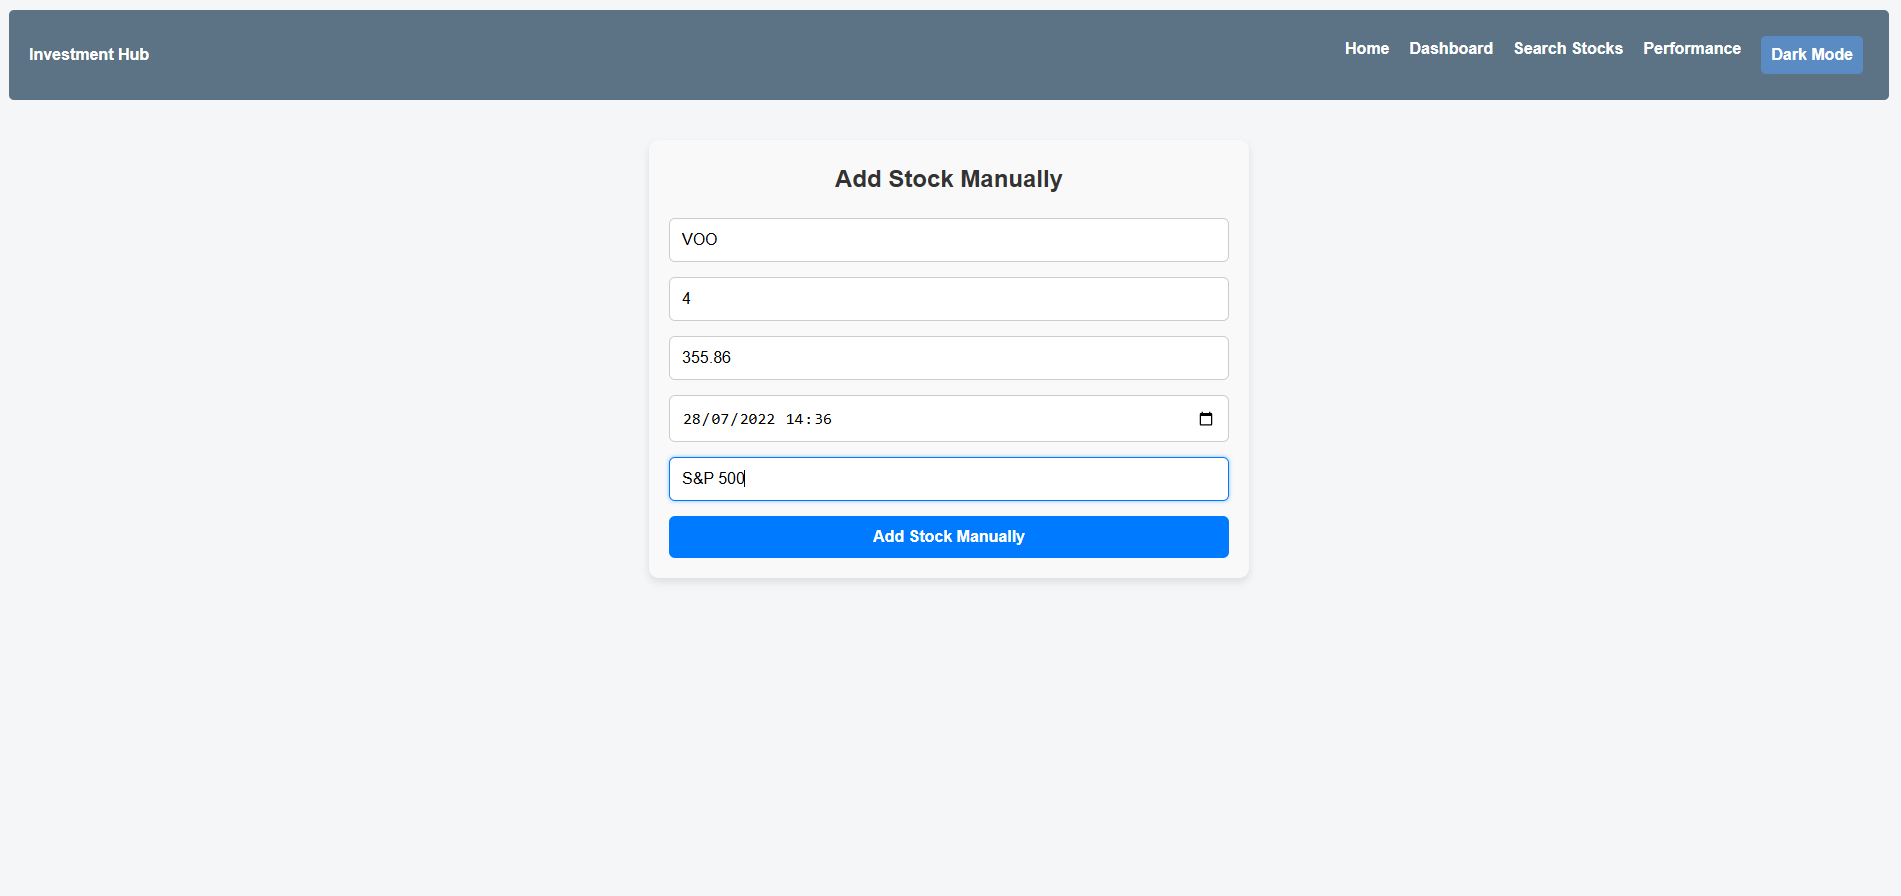 Investment Hub
Home Dashboard Search Stocks Performance Dark Mode
Add Stock Manually
VOO
4
355.86
28/07/2022 14:36
S&P 500
Add Stock Manually